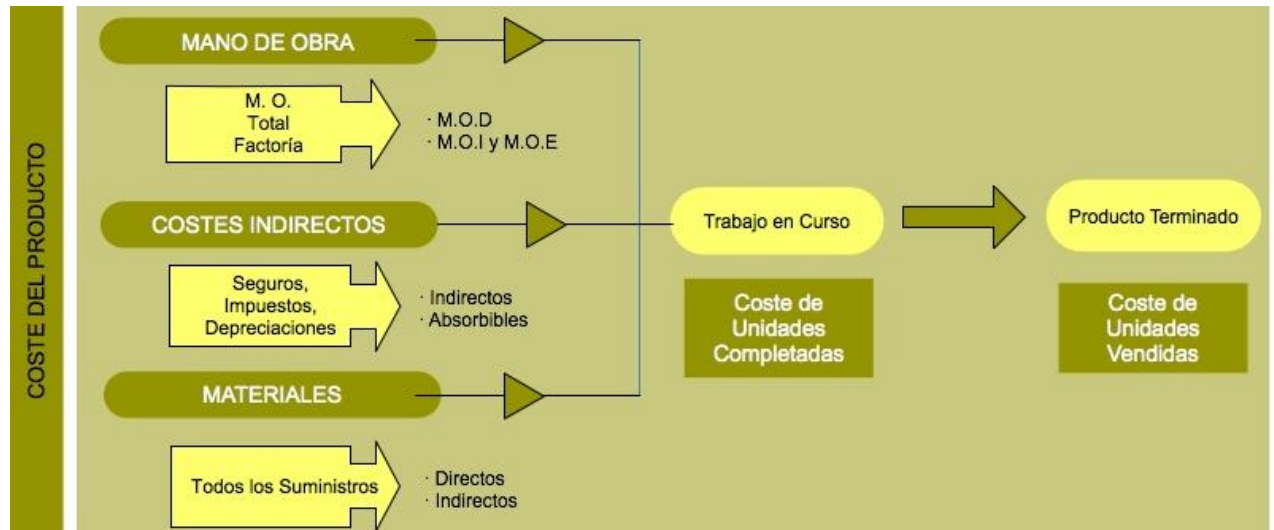 COSTE DEL PRODUCTO
MANO DE OBRA
M. O.
Total
Factoría
· M.O.D
· M.O.I y M.O.E
COSTES INDIRECTOS
Seguros,
Impuestos,
Depreciaciones
· Indirectos
· Absorbibles
MATERIALES
Todos los Suministros
· Directos
· Indirectos
Trabajo en Curso
Coste de
Unidades
Completadas
Producto Terminado
Coste de
Unidades
Vendidas